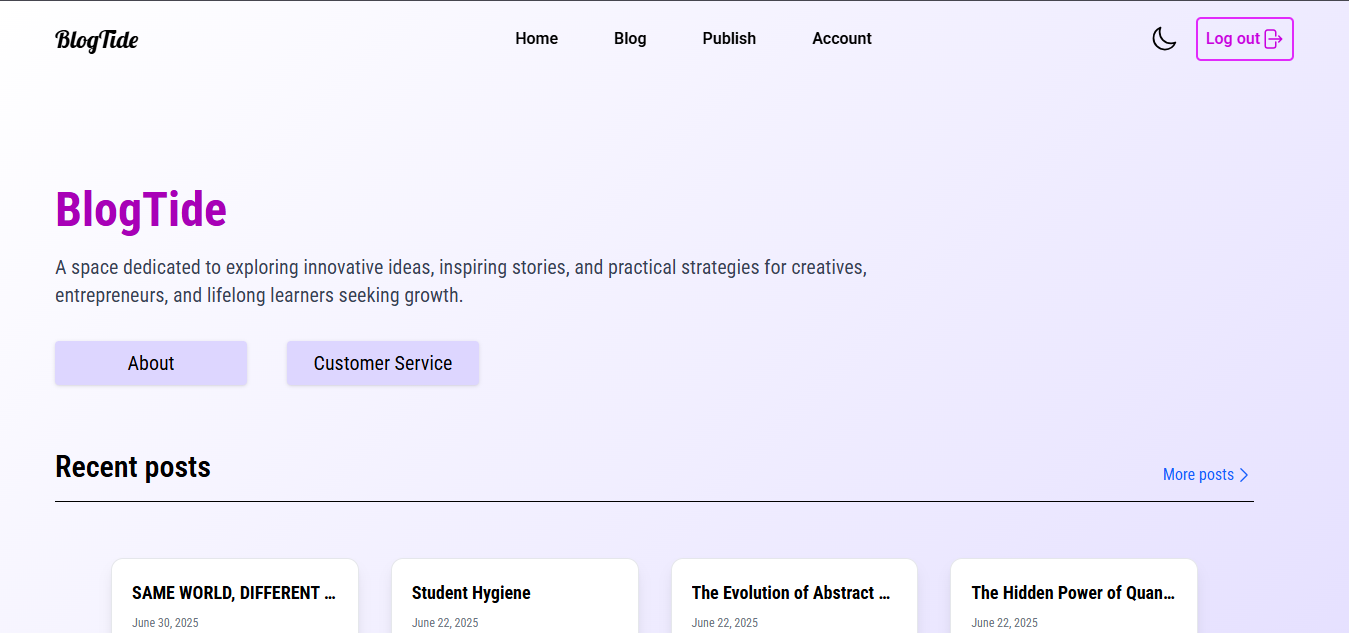 BlogTide
Home
Blog
Publish
Account
Log out
BlogTide
A space dedicated to exploring innovative ideas, inspiring stories, and practical strategies for creatives,
entrepreneurs, and lifelong learners seeking growth.
About
Customer Service
Recent posts
More posts
SAME WORLD, DIFFERENT ...
June 30, 2025
Student Hygiene
June 22, 2025
The Evolution of Abstract ...
June 22, 2025
The Hidden Power of Quan...
June 22, 2025